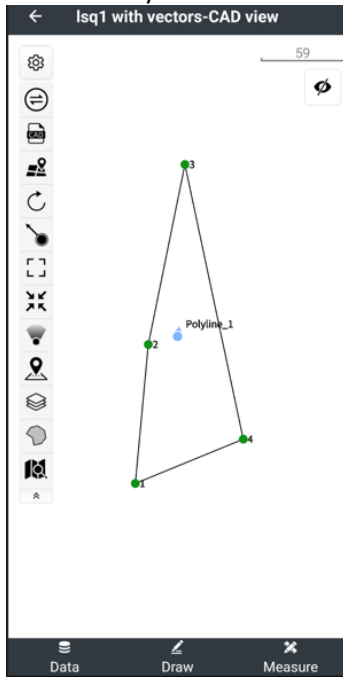 ← lsq1 with vectors-CAD view
59
CAD
3
Polyline_1
2
4
1
Data
Draw
Measure